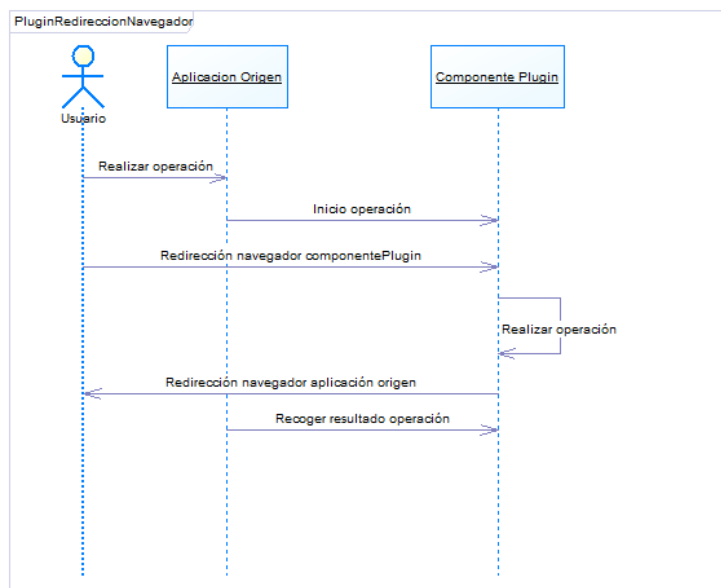 PluginRedireccionNavegador
Aplicacion Origen
Componente Plugin
Usuario
Realizar operación
Inicio operación
Redirección navegador componentePlugin
Realizar operación
Redirección navegador aplicación origen
Recoger resultado operación